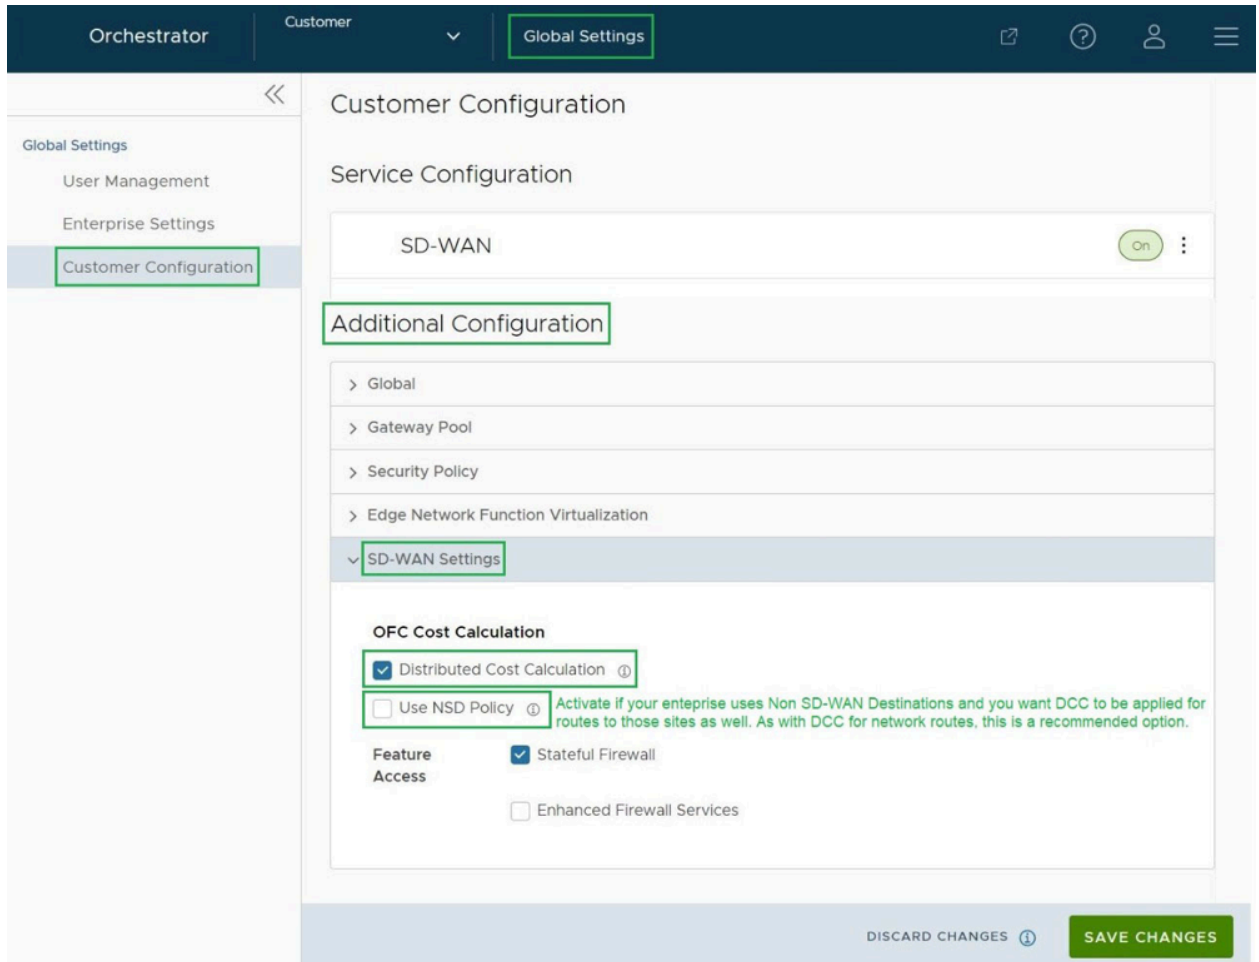 Orchestrator
Customer
Global Settings
Customer Configuration
Global Settings
User Management
Service Configuration
Enterprise Settings
SD-WAN
On
Customer Configuration
Additional Configuration
Global
Gateway Pool
Security Policy
Edge Network Function Virtualization
SD-WAN Settings
OFC Cost Calculation
Distributed Cost Calculation
Use NSD Policy
Activate if your enteprise uses Non SD-WAN Destinations and you want DCC to be applied for
routes to those sites as well. As with DCC for network routes, this is a recommended option.
Feature
Access
Stateful Firewall
Enhanced Firewall Services
DISCARD CHANGES
SAVE CHANGES